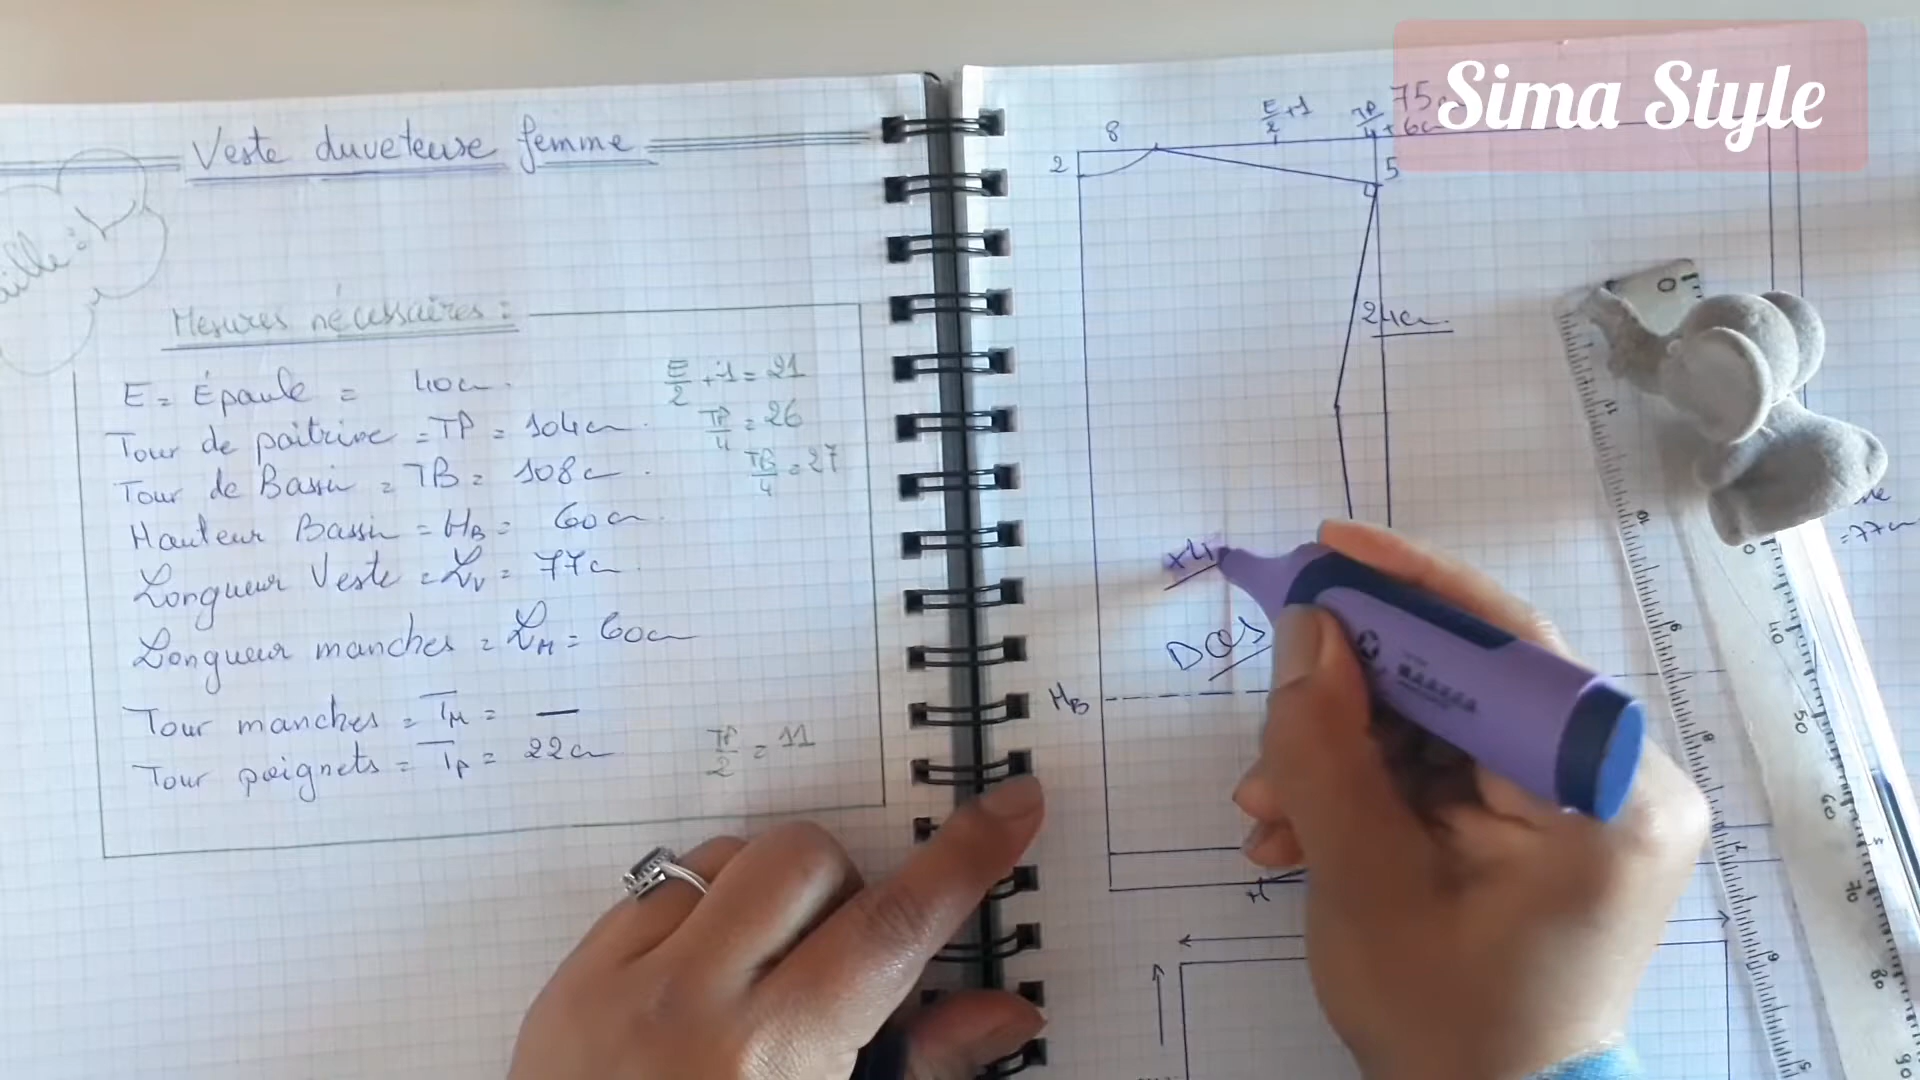 Sima Style
Veste duveteuse femme
aille :
Mesures nécessaires :
E = Épaule = 40cm. E/2 + 1 = 21
Tour de poitrine = TP = 104cm. TP/4 = 26
Tour de Bassin = TB = 108cm. TB/4 = 27
Hauteur Bassin = HB = 60cm.
Longueur Veste = LV = 77cm.
Longueur manches = LM = 60cm
Tour manches = TM = —
Tour poignets = TP = 22cm TP/2 = 11
75
8 E/2 + 1 TP/4 + 6cm
2
5
24cm
x4
DOS
HB
= 77cm